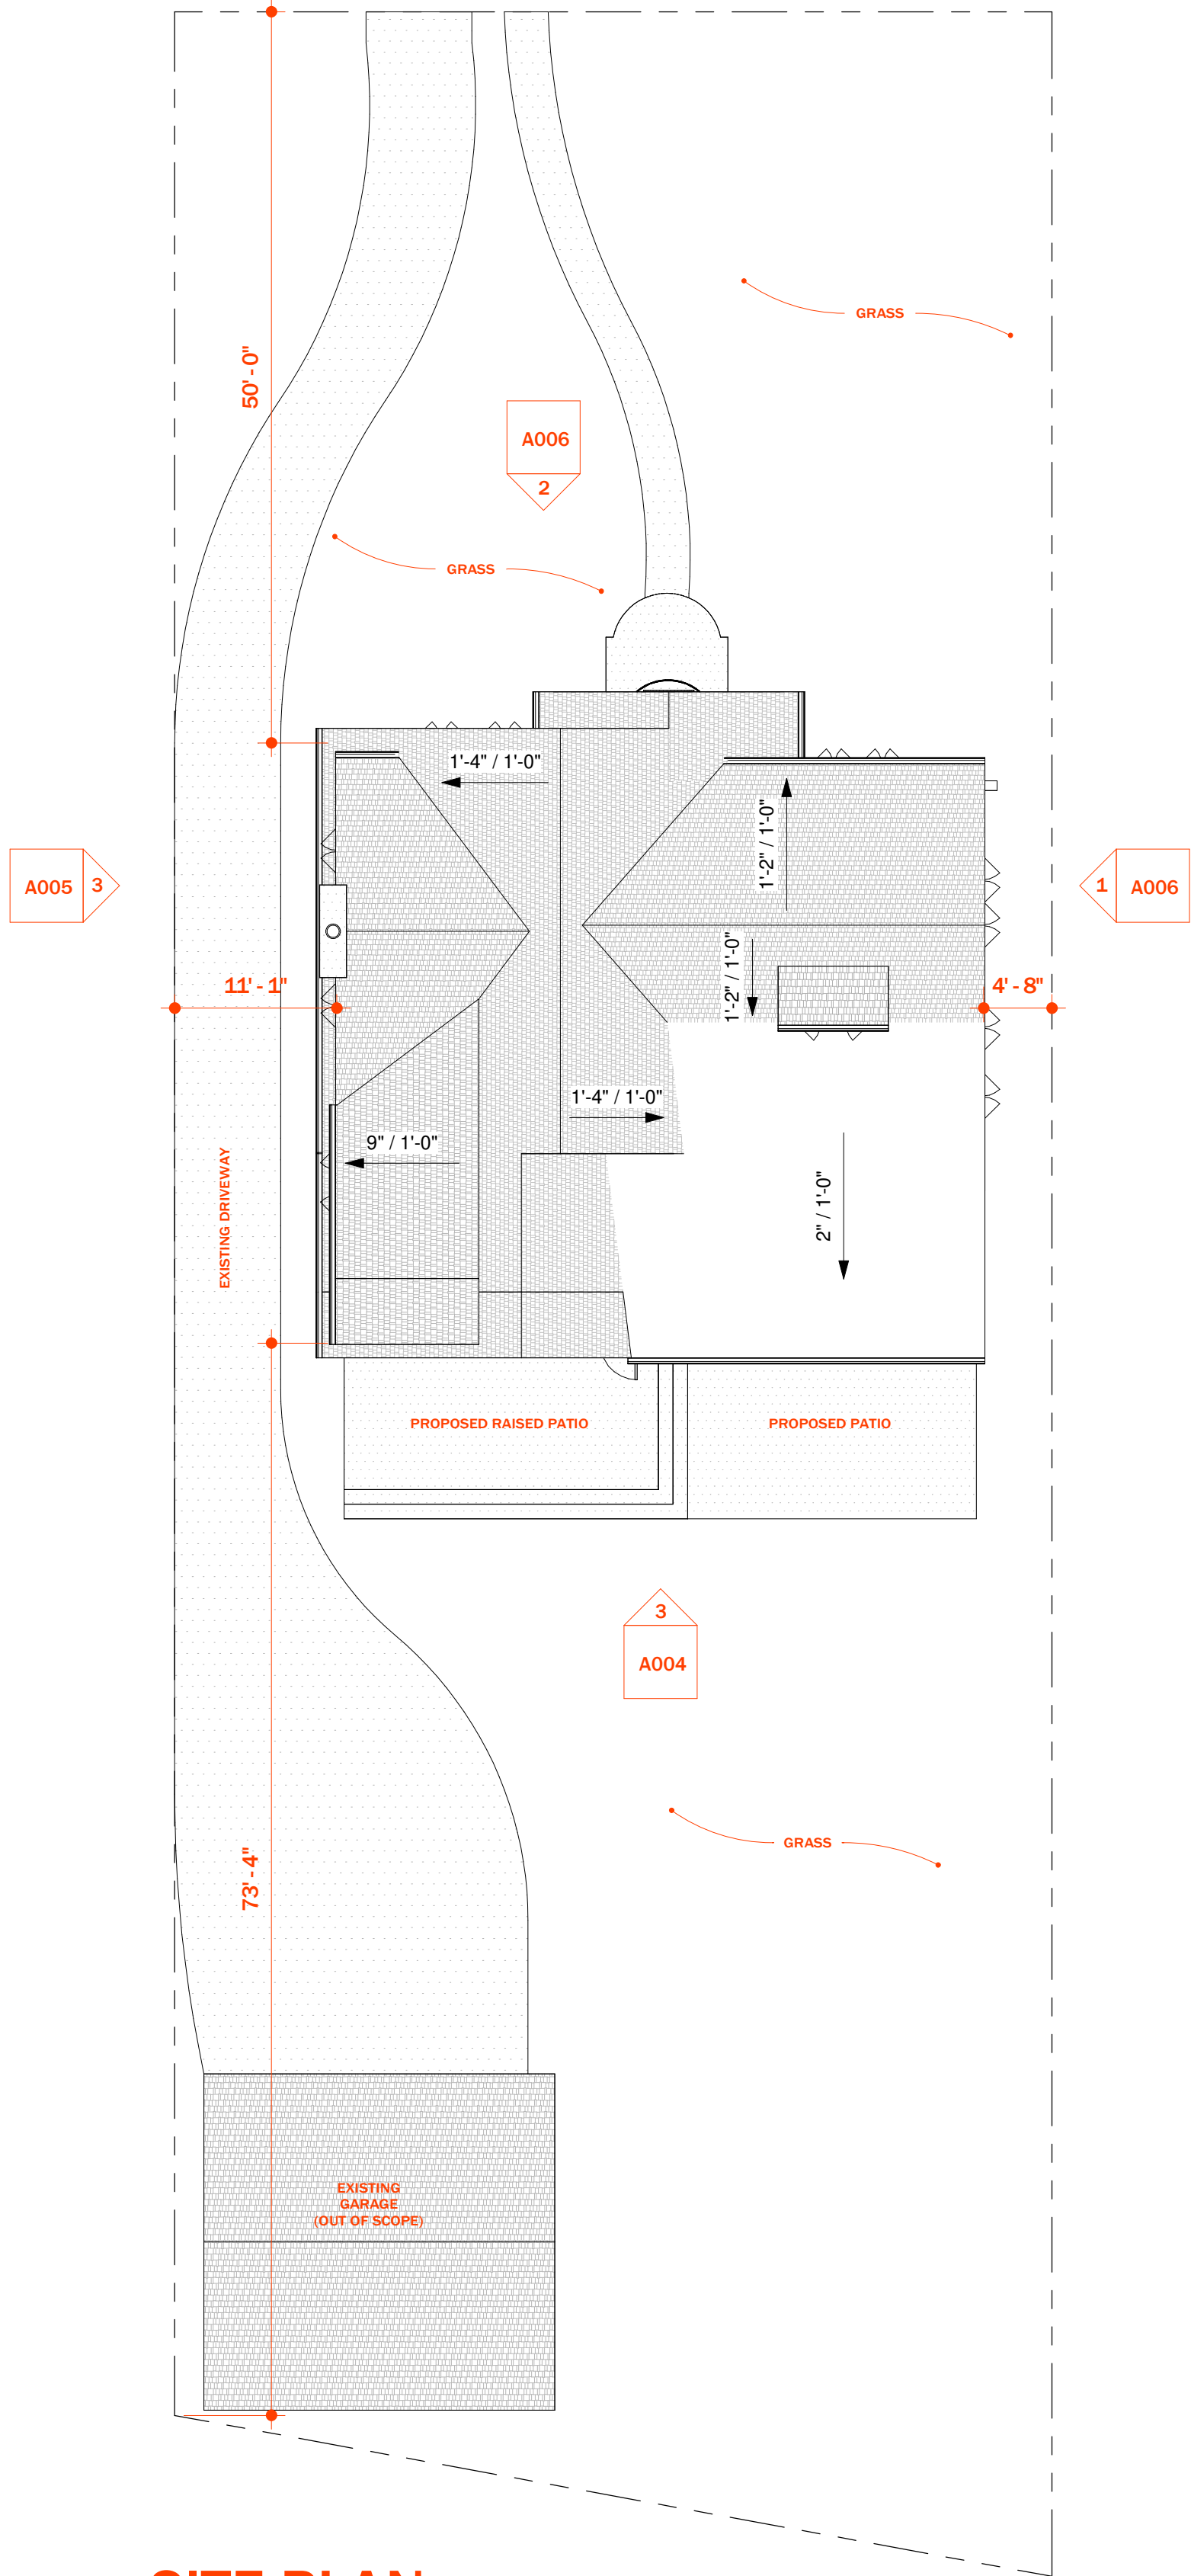 GRASS
50' - 0"
A006
2
GRASS
1'-4" / 1'-0"
1'-2" / 1'-0"
A005
3
1
A006
1'-2" / 1'-0"
11' - 1"
4' - 8"
1'-4" / 1'-0"
9" / 1'-0"
2" / 1'-0"
EXISTING DRIVEWAY
PROPOSED RAISED PATIO
PROPOSED PATIO
3
A004
GRASS
73' - 4"
EXISTING
GARAGE
(OUT OF SCOPE)
SITE PLAN